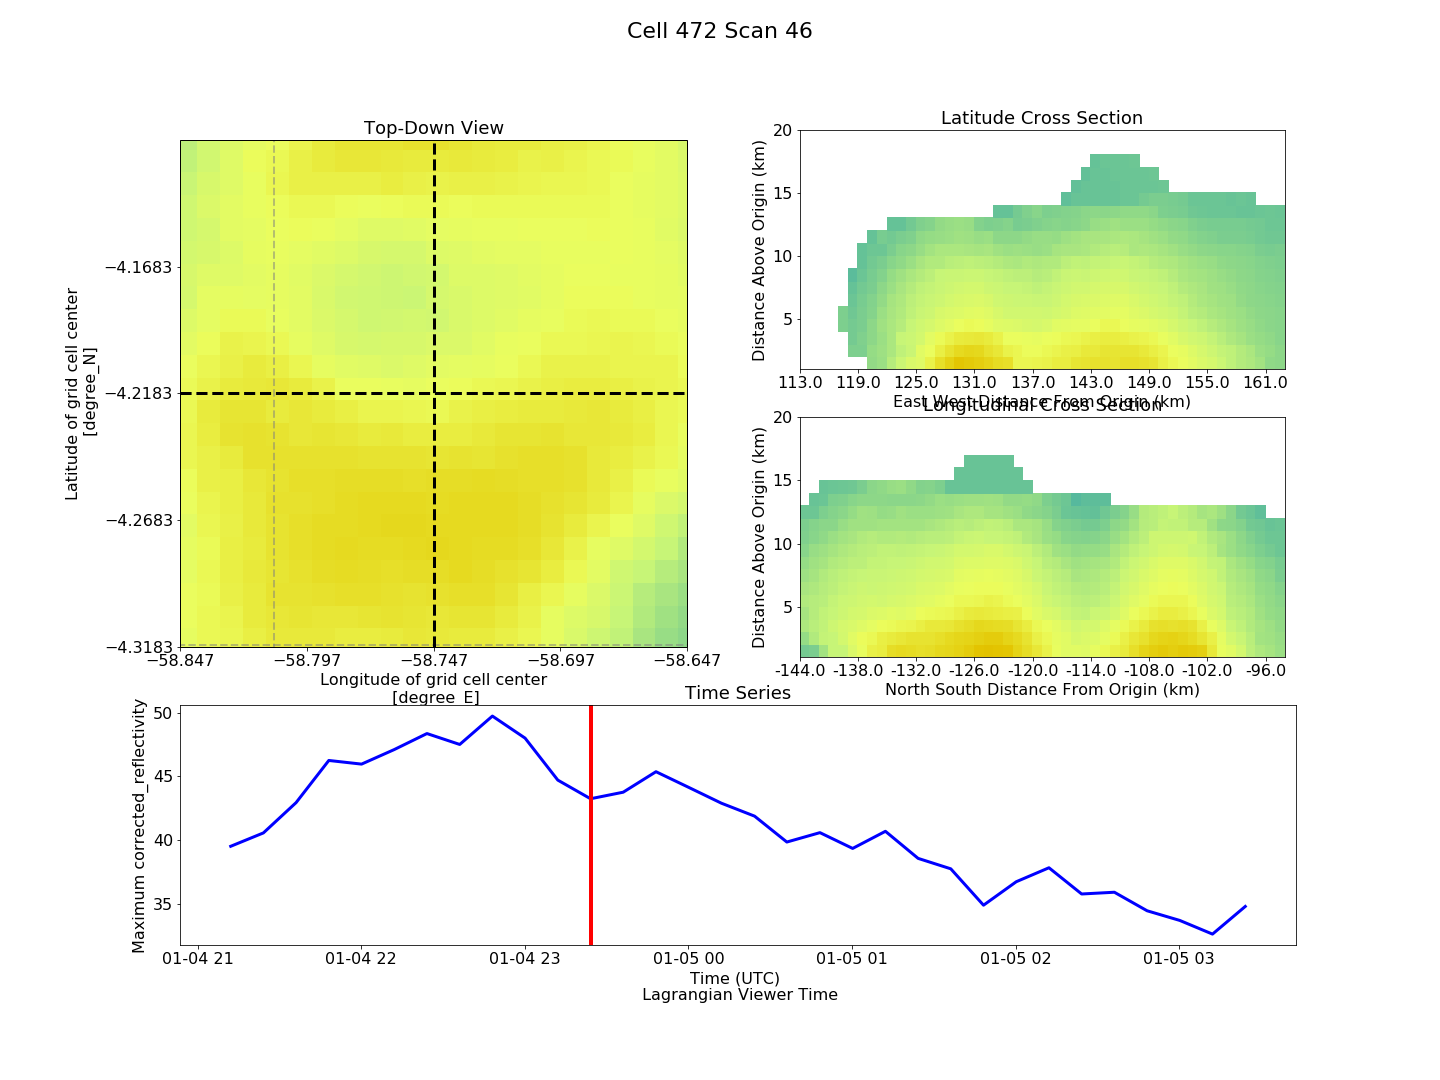 Cell 472 Scan 46
Top-Down View
−4.1683
−4.2183
−4.2683
−4.3183
Latitude of grid cell center
[degree_N]
−58.847 −58.797 −58.747 −58.697 −58.647
Longitude of grid cell center
[degree_E]
Latitude Cross Section
20
15
10
5
Distance Above Origin (km)
113.0 119.0 125.0 131.0 137.0 143.0 149.0 155.0 161.0
East West Distance From Origin (km)
Longitudinal Cross Section
20
15
10
5
Distance Above Origin (km)
-144.0 -138.0 -132.0 -126.0 -120.0 -114.0 -108.0 -102.0 -96.0
North South Distance From Origin (km)
Time Series
50
45
40
35
Maximum corrected_reflectivity
01-04 21 01-04 22 01-04 23 01-05 00 01-05 01 01-05 02 01-05 03
Time (UTC)
Lagrangian Viewer Time